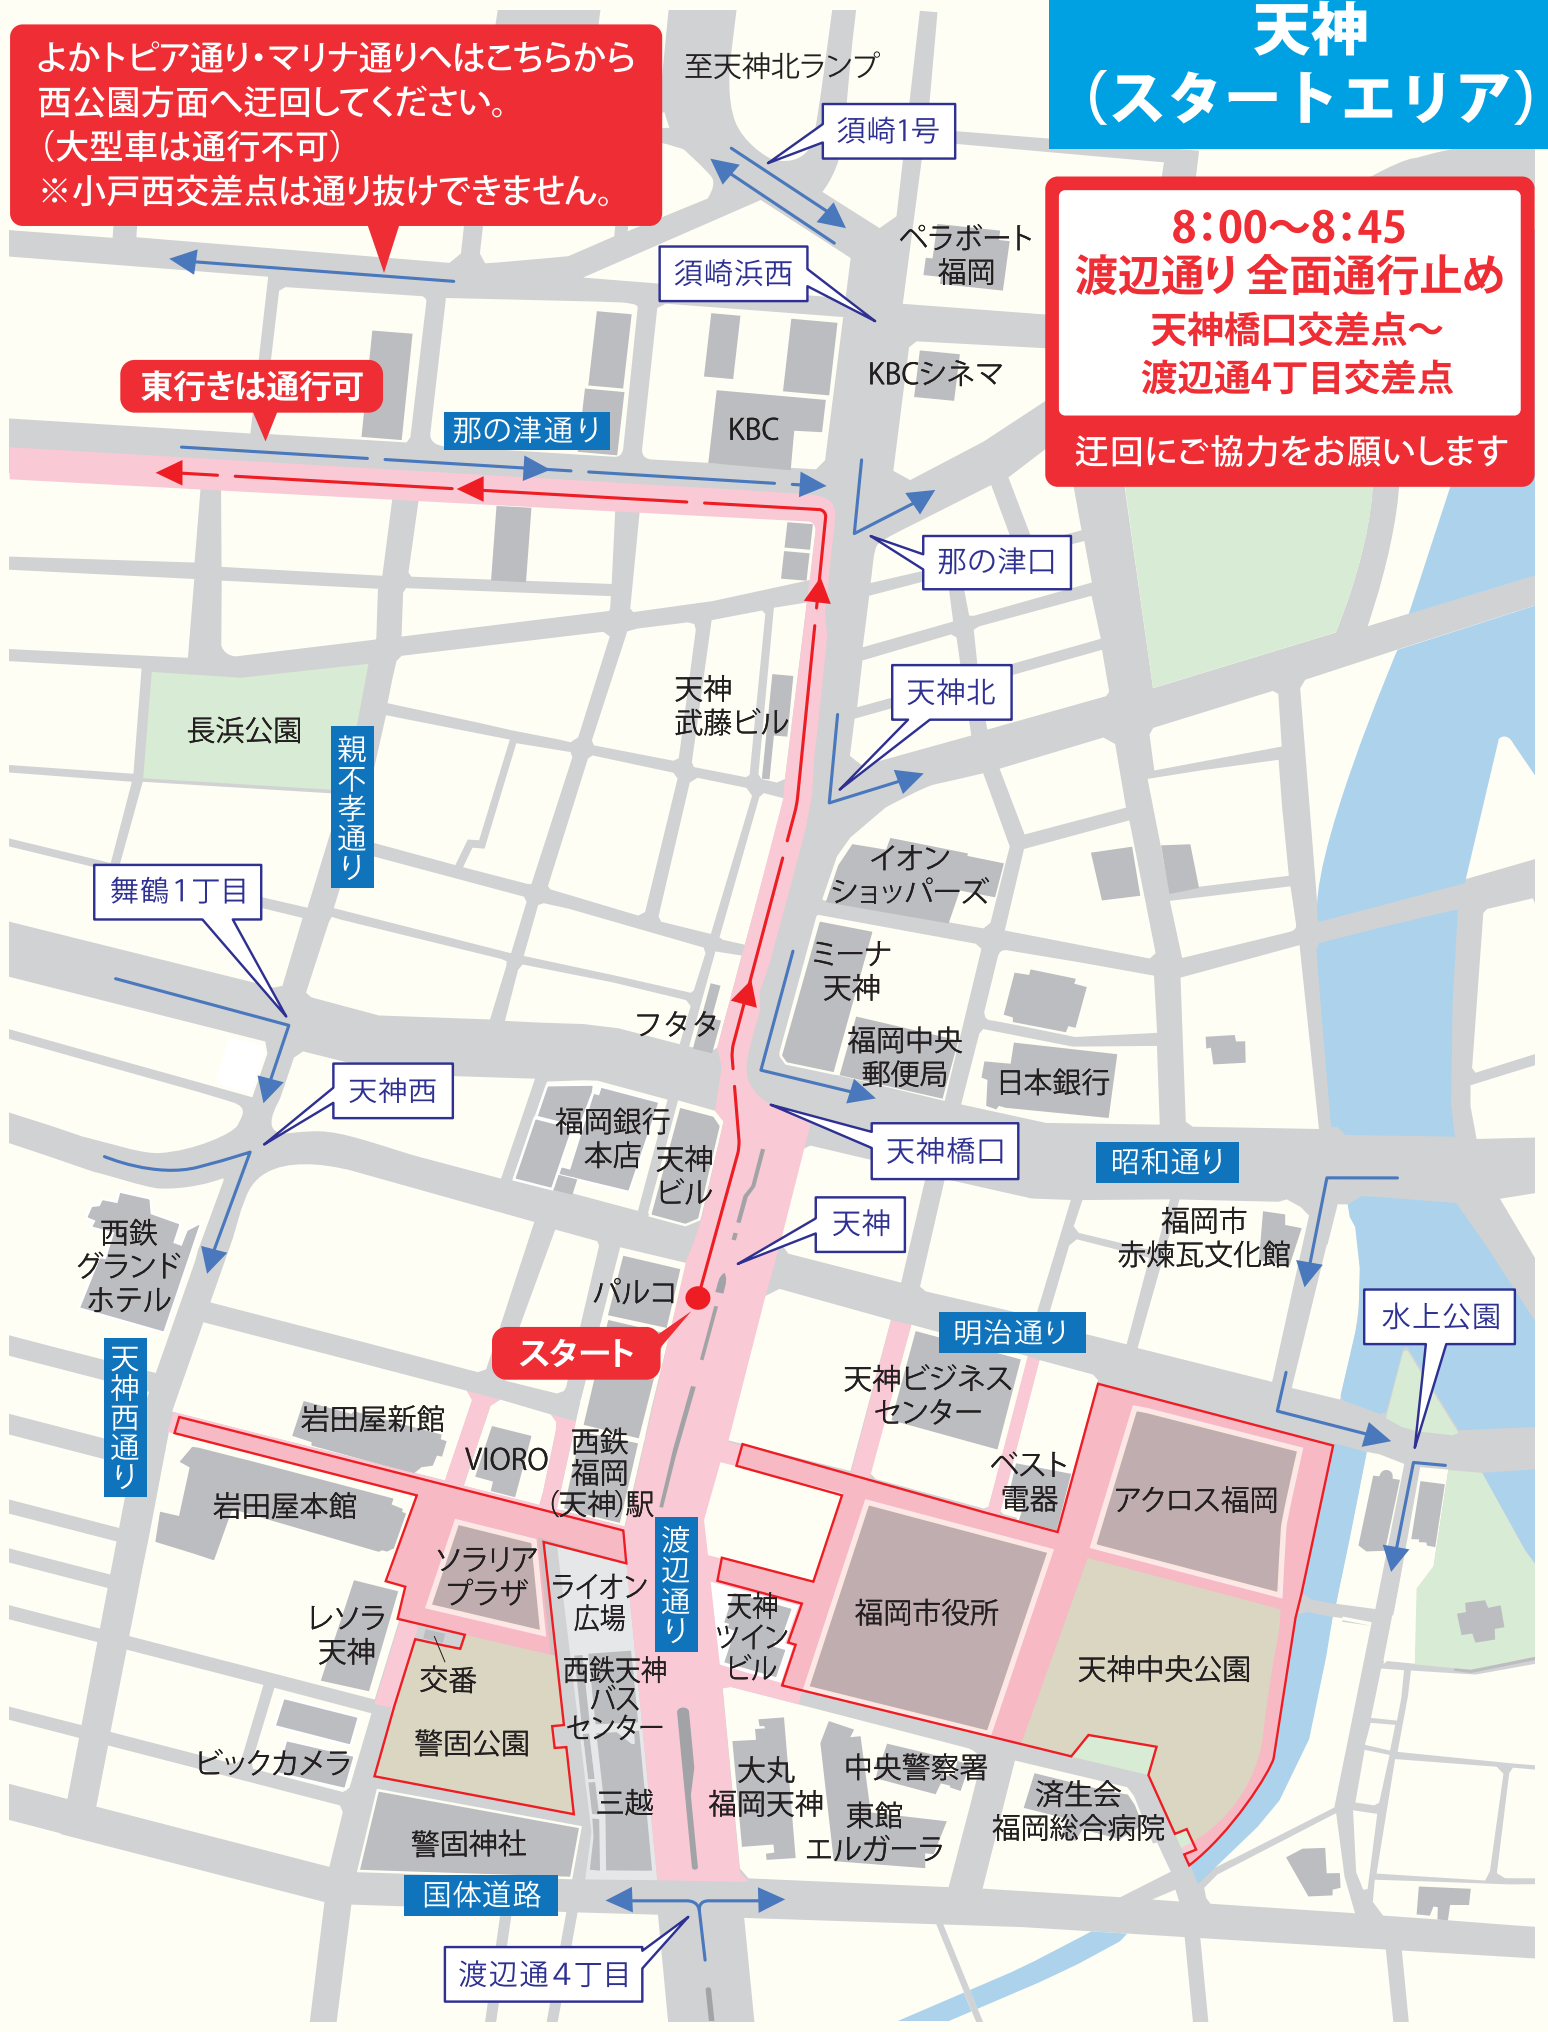 天神
（スタートエリア）
よかトピア通り・マリナ通りへはこちらから
西公園方面へ迂回してください。
（大型車は通行不可）
※小戸西交差点は通り抜けできません。
至天神北ランプ
須崎1号
8：00〜8：45
渡辺通り 全面通行止め
天神橋口交差点〜
渡辺通4丁目交差点
迂回にご協力をお願いします
ペラボート
福岡
須崎浜西
KBCシネマ
東行きは通行可
那の津通り
KBC
那の津口
天神
武藤ビル
天神北
長浜公園
親不孝通り
イオン
ショッパーズ
舞鶴1丁目
ミーナ
天神
フタタ
福岡中央
郵便局
日本銀行
天神西
福岡銀行
本店
天神
ビル
天神橋口
昭和通り
天神
福岡市
赤煉瓦文化館
西鉄
グランド
ホテル
パルコ
スタート
明治通り
水上公園
天神西通り
天神ビジネス
センター
岩田屋新館
VIORO
西鉄
福岡
（天神）駅
ベスト
電器
アクロス福岡
岩田屋本館
渡辺通り
ソラリア
プラザ
ライオン
広場
天神
ツイン
ビル
福岡市役所
レソラ
天神
交番
西鉄天神
バス
センター
天神中央公園
警固公園
ビックカメラ
三越
大丸
福岡天神
中央警察署
東館
エルガーラ
済生会
福岡総合病院
警固神社
国体道路
渡辺通4丁目